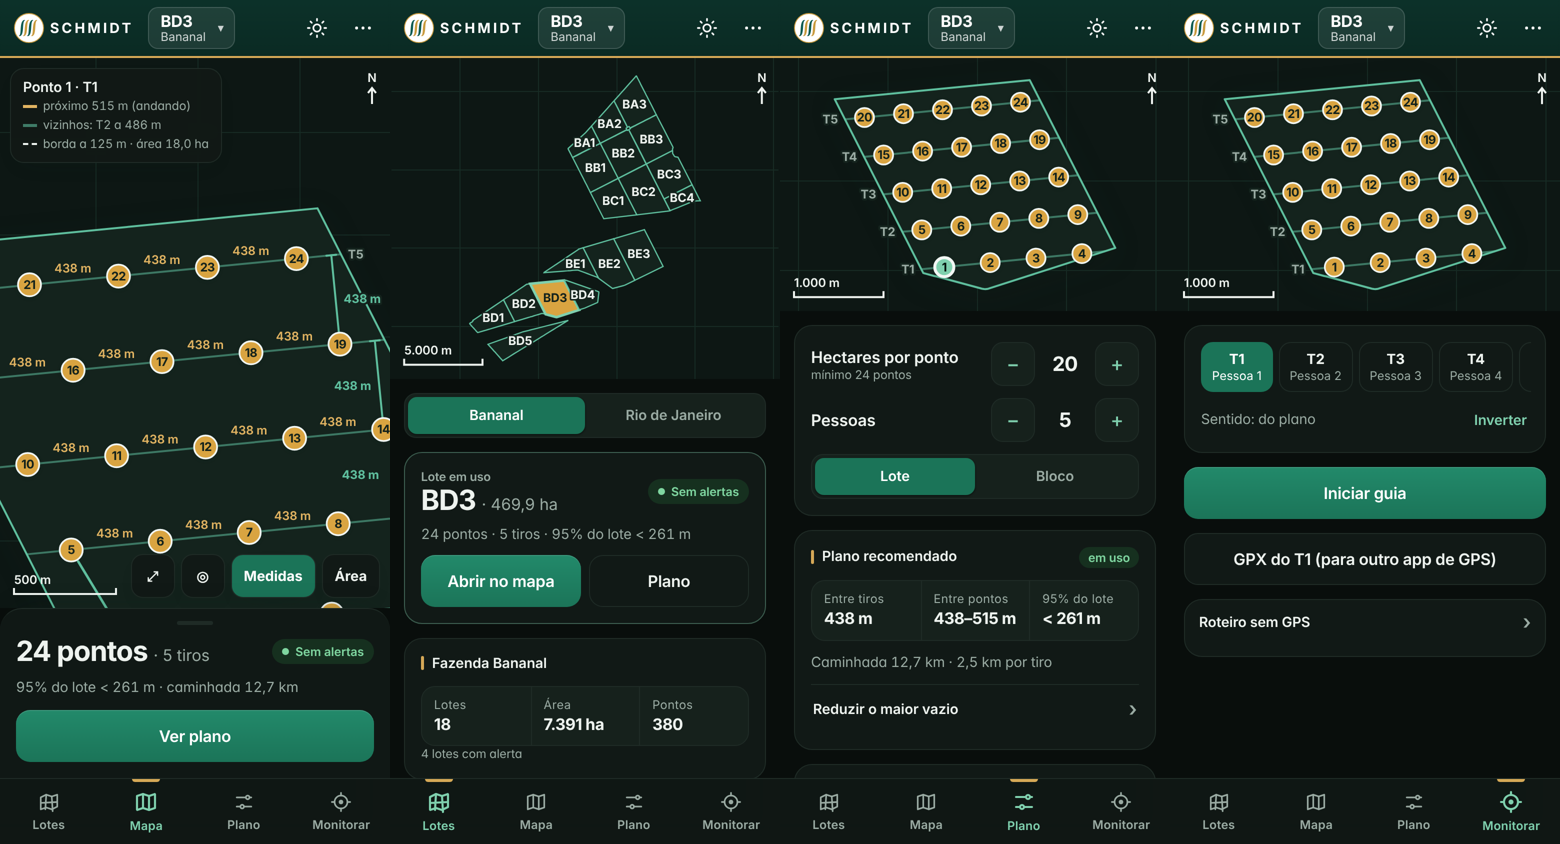 SCHMIDT
BD3
Bananal
Ponto 1 · T1
próximo 515 m (andando)
vizinhos: T2 a 486 m
borda a 125 m · área 18,0 ha
N
T5
438 m 438 m 438 m
21 22 23 24
438 m
438 m 438 m 438 m 438 m
16 17 18 19
438 m
438 m 438 m 438 m 438 m
10 11 12 13 14
438 m
438 m 438 m 438 m
5 6 7 8
500 m
Medidas
Área
24 pontos · 5 tiros
Sem alertas
95% do lote < 261 m · caminhada 12,7 km
Ver plano
Lotes
Mapa
Plano
Monitorar
SCHMIDT
BD3
Bananal
N
BA3
BA2
BA1 BB3
BB2
BB1
BC3
BC2
BC1 BC4
BE3
BE1 BE2
BD3 BD4
BD2
BD1
BD5
5.000 m
Bananal
Rio de Janeiro
Lote em uso
BD3 · 469,9 ha
Sem alertas
24 pontos · 5 tiros · 95% do lote < 261 m
Abrir no mapa
Plano
Fazenda Bananal
Lotes
18
Área
7.391 ha
Pontos
380
4 lotes com alerta
Lotes
Mapa
Plano
Monitorar
SCHMIDT
BD3
Bananal
N
T5 20 21 22 23 24
T4 15 16 17 18 19
T3 10 11 12 13 14
T2 5 6 7 8 9
T1 1 2 3 4
1.000 m
Hectares por ponto
mínimo 24 pontos
− 20 +
Pessoas
− 5 +
Lote
Bloco
Plano recomendado
em uso
Entre tiros
438 m
Entre pontos
438–515 m
95% do lote
< 261 m
Caminhada 12,7 km · 2,5 km por tiro
Reduzir o maior vazio
Lotes
Mapa
Plano
Monitorar
SCHMIDT
BD3
Bananal
N
T5 20 21 22 23 24
T4 15 16 17 18 19
T3 10 11 12 13 14
T2 5 6 7 8 9
T1 1 2 3 4
1.000 m
T1
Pessoa 1
T2
Pessoa 2
T3
Pessoa 3
T4
Pessoa 4
Sentido: do plano
Inverter
Iniciar guia
GPX do T1 (para outro app de GPS)
Roteiro sem GPS
Lotes
Mapa
Plano
Monitorar